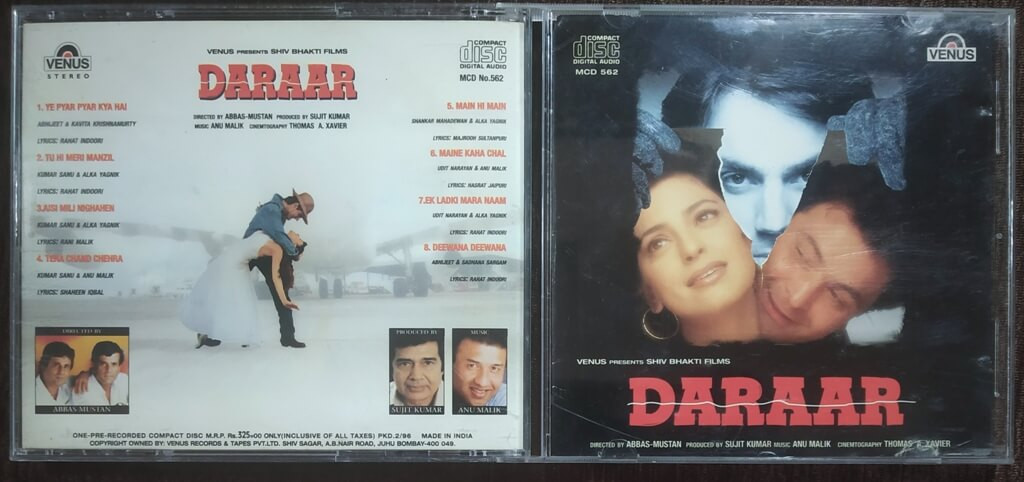 VENUS
STEREO
VENUS PRESENTS SHIV BHAKTI FILMS
DARAAR
DIRECTED BY ABBAS-MUSTAN PRODUCED BY SUJIT KUMAR
MUSIC ANU MALIK CINEMTOGRAPHY THOMAS A. XAVIER
COMPACT
disc
DIGITAL AUDIO
MCD No.562
1. YE PYAR PYAR KYA HAI
ABHIJEET & KAVITA KRISHNAMURTY
LYRICS: RAHAT INDOORI
2. TU HI MERI MANZIL
KUMAR SANU & ALKA YAGNIK
LYRICS: RAHAT INDOORI
3.AISI MILI NIGHAHEN
KUMAR SANU & ALKA YAGNIK
LYRICS: RANI MALIK
4. TERA CHAND CHEHRA
KUMAR SANU & ANU MALIK
LYRICS: SHAHEEN IQBAL
5. MAIN HI MAIN
SHANKAR MAHADEWAN & ALKA YAGNIK
LYRICS: MAJROOH SULTANPURI
6. MAINE KAHA CHAL
UDIT NARAYAN & ANU MALIK
LYRICS: HASRAT JAIPURI
7.EK LADKI MARA NAAM
UDIT NARAYAN & ALKA YAGNIK
LYRICS: RAHAT INDORI
8. DEEWANA DEEWANA
ABHIJEET & SADHANA SARGAM
LYRICS: RAHAT INDOORI
DIRECTED BY
ABBAS MUSTAN
PRODUCED BY
SUJIT KUMAR
MUSIC
ANU MALIK
ONE-PRE-RECORDED COMPACT DISC M.R.P. Rs.325=00 ONLY(INCLUSIVE OF ALL TAXES) PKD.2/96 MADE IN INDIA
COPYRIGHT OWNED BY: VENUS RECORDS & TAPES PVT.LTD. SHIV SAGAR, A.B.NAIR ROAD, JUHU BOMBAY-400 049.
COMPACT
disc
DIGITAL AUDIO
MCD 562
VENUS
VENUS PRESENTS SHIV BHAKTI FILMS
DARAAR
DIRECTED BY ABBAS-MUSTAN PRODUCED BY SUJIT KUMAR MUSIC ANU MALIK CINEMTOGRAPHY THOMAS A. XAVIER